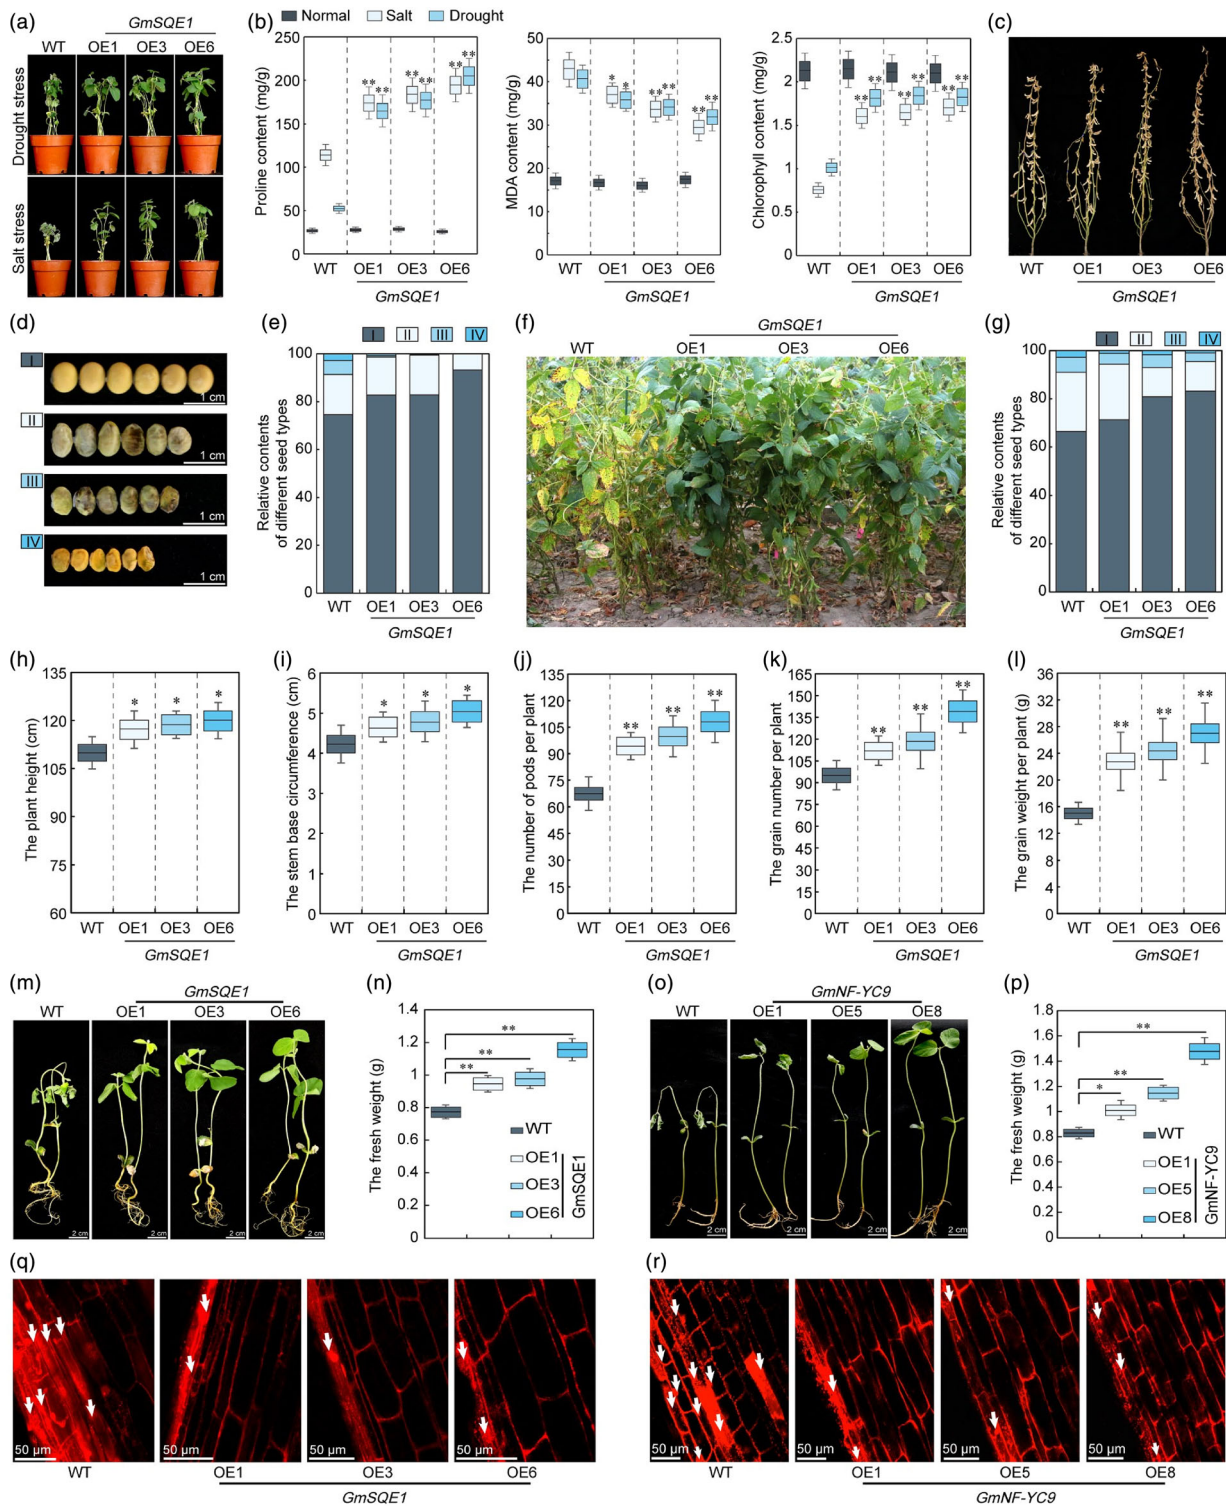 (a)
GmSQE1
WT OE1 OE3 OE6
Drought stress
Salt stress
(b)
Normal Salt Drought
Proline content (mg/g)
250
200
150
100
50
0
** ** ** ** ** **
WT OE1 OE3 OE6
GmSQE1
MDA content (mg/g)
50
40
30
20
10
0
* * ** ** ** **
WT OE1 OE3 OE6
GmSQE1
Chlorophyll content (mg/g)
2.5
2
1.5
1
0.5
0
** ** ** ** ** **
WT OE1 OE3 OE6
GmSQE1
(c)
WT OE1 OE3 OE6
GmSQE1
(d)
I
1 cm
II
1 cm
III
1 cm
IV
1 cm
(e)
I II III IV
Relative contents
of different seed types
100
80
60
40
20
0
WT OE1 OE3 OE6
GmSQE1
(f)
GmSQE1
WT OE1 OE3 OE6
(g)
I II III IV
Relative contents
of different seed types
100
80
60
40
20
0
WT OE1 OE3 OE6
GmSQE1
(h)
The plant height (cm)
135
120
105
90
75
60
* * *
WT OE1 OE3 OE6
GmSQE1
(i)
The stem base circumference (cm)
6
5
4
3
2
1
0
* * *
WT OE1 OE3 OE6
GmSQE1
(j)
The number of pods per plant
135
120
105
90
75
60
45
30
15
0
** ** **
WT OE1 OE3 OE6
GmSQE1
(k)
The grain number per plant
165
150
135
120
105
90
75
60
45
30
15
0
** ** **
WT OE1 OE3 OE6
GmSQE1
(l)
The grain weight per plant (g)
36
32
28
24
20
16
12
8
4
0
** ** **
WT OE1 OE3 OE6
GmSQE1
(m)
GmSQE1
WT OE1 OE3 OE6
2 cm 2 cm 2 cm 2 cm
(n)
The fresh weight (g)
1.4
1.2
1.0
0.8
0.6
0.4
0.2
0
**
**
**
WT
OE1
OE3
OE6
GmSQE1
(o)
GmNF-YC9
WT OE1 OE5 OE8
2 cm 2 cm 2 cm 2 cm
(p)
The fresh weight (g)
1.8
1.6
1.4
1.2
1
0.8
0.6
0.4
0.2
0
**
**
*
WT
OE1
OE5
OE8
GmNF-YC9
(q)
50 μm 50 μm 50 μm 50 μm
WT OE1 OE3 OE6
GmSQE1
(r)
50 μm 50 μm 50 μm 50 μm
WT OE1 OE5 OE8
GmNF-YC9